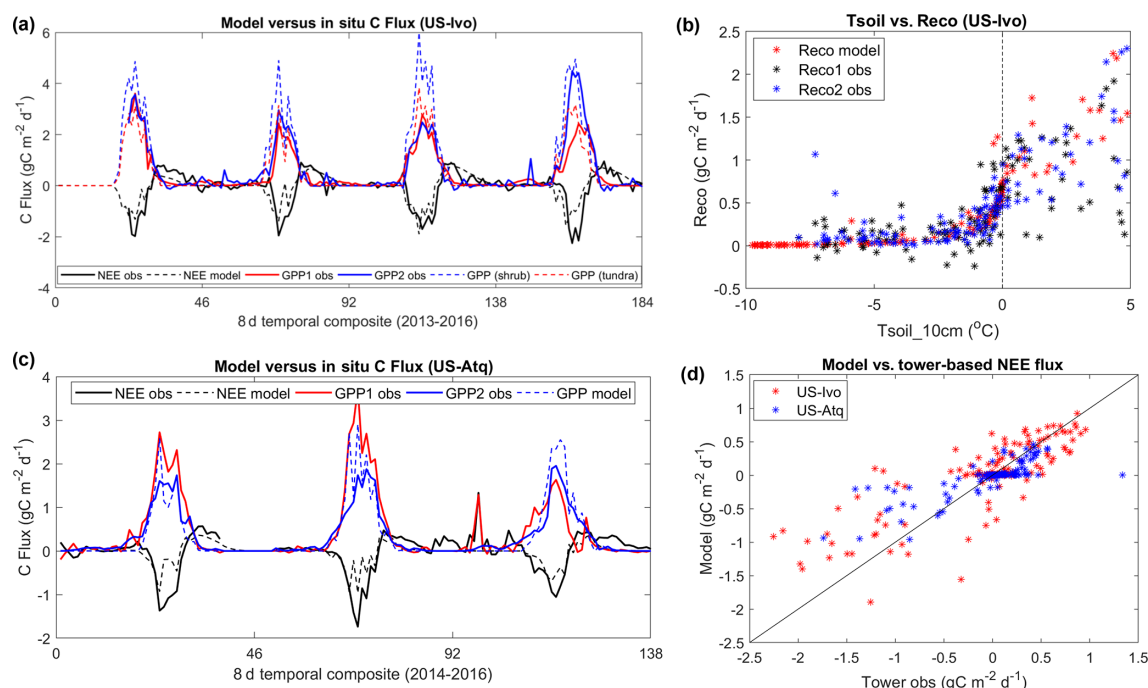 (a)
Model versus in situ C Flux (US-Ivo)
6
4
2
0
-2
-4
C Flux (gC m⁻² d⁻¹)
NEE obs
NEE model
GPP1 obs
GPP2 obs
GPP (shrub)
GPP (tundra)
0
46
92
138
184
8 d temporal composite (2013-2016)
(b)
Tsoil vs. Reco (US-Ivo)
2.5
2
1.5
1
0.5
0
-0.5
Reco (gC m⁻² d⁻¹)
Reco model
Reco1 obs
Reco2 obs
-10
-5
0
5
Tsoil_10cm (°C)
(c)
Model versus in situ C Flux (US-Atq)
4
3
2
1
0
-1
-2
C Flux (gC m⁻² d⁻¹)
NEE obs
NEE model
GPP1 obs
GPP2 obs
GPP model
0
46
92
138
8 d temporal composite (2014-2016)
(d)
Model vs. tower-based NEE flux
1.5
1
0.5
0
-0.5
-1
-1.5
-2
-2.5
Model (gC m⁻² d⁻¹)
US-Ivo
US-Atq
-2.5
-2
-1.5
-1
-0.5
0
0.5
1
1.5
Tower obs (gC m⁻² d⁻¹)